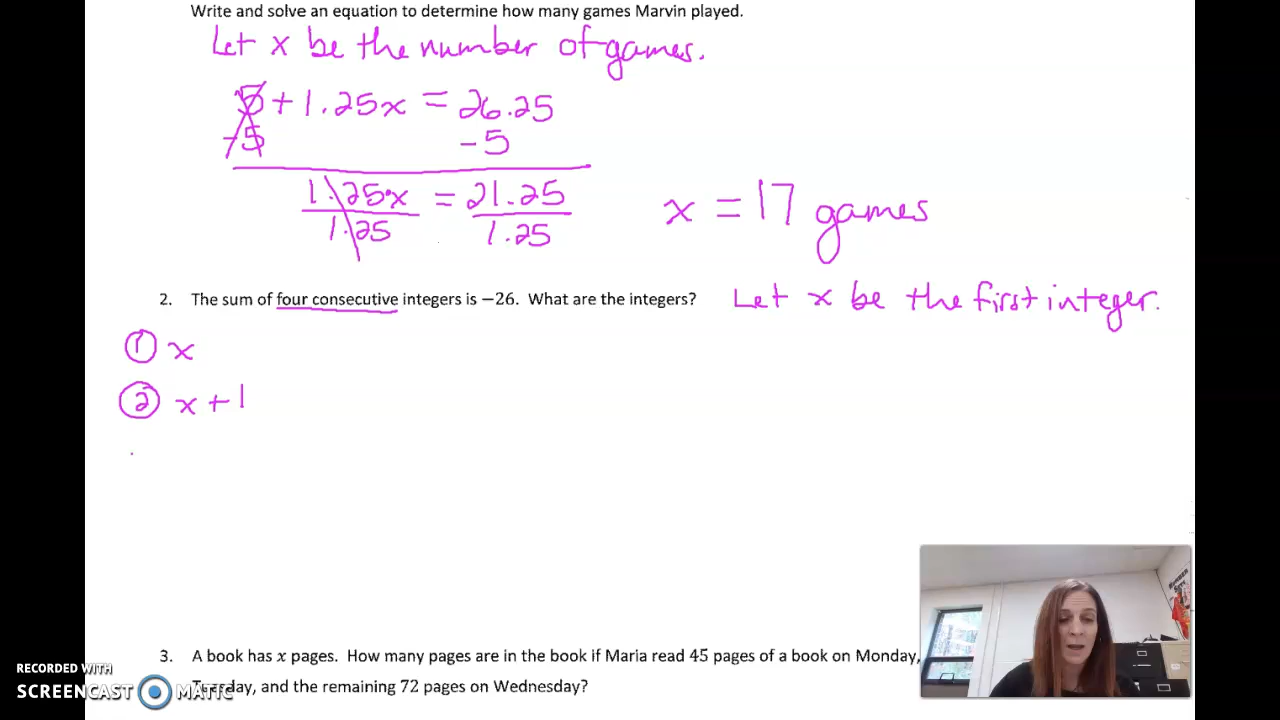 Write and solve an equation to determine how many games Marvin played.
Let x be the number of games.
5 + 1.25x = 26.25
-5 -5
1.25·x = 21.25
1.25 1.25
x = 17 games
2. The sum of four consecutive integers is −26. What are the integers? Let x be the first integer.
① x
② x + 1
3. A book has x pages. How many pages are in the book if Maria read 45 pages of a book on Monday,
and the remaining 72 pages on Wednesday?
RECORDED WITH
SCREENCAST MATIC